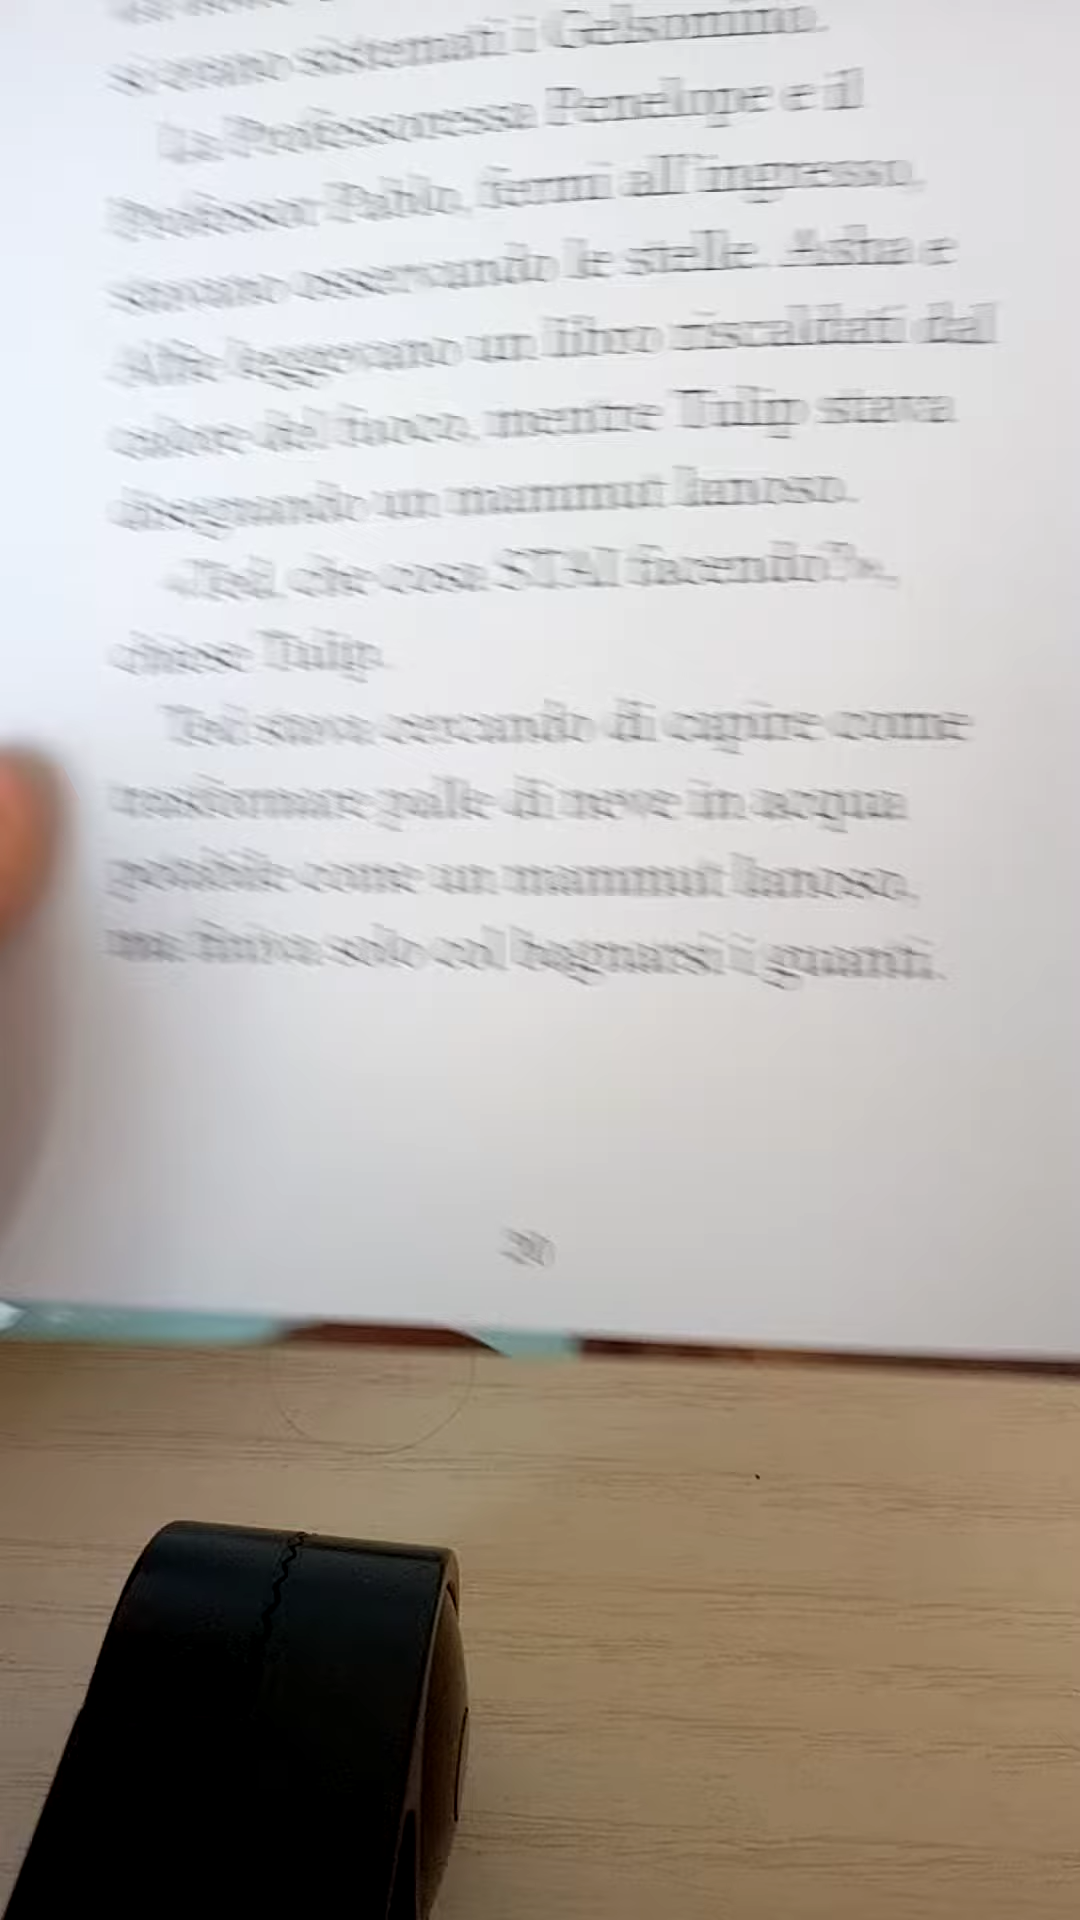 si erano sistemati i Gelsomino.
La Professoressa Penelope e il
Professor Pablo, fermi all'ingresso,
stavano osservando le stelle. Asha e
Alfie leggevano un libro riscaldati dal
calore del fuoco, mentre Tulip stava
disegnando un mammut lanoso.
«Ted, che cosa STAI facendo?»,
chiese Tulip.
Ted stava cercando di capire come
trasformare palle di neve in acqua
potabile come un mammut lanoso,
ma finiva solo col bagnarsi i guanti.